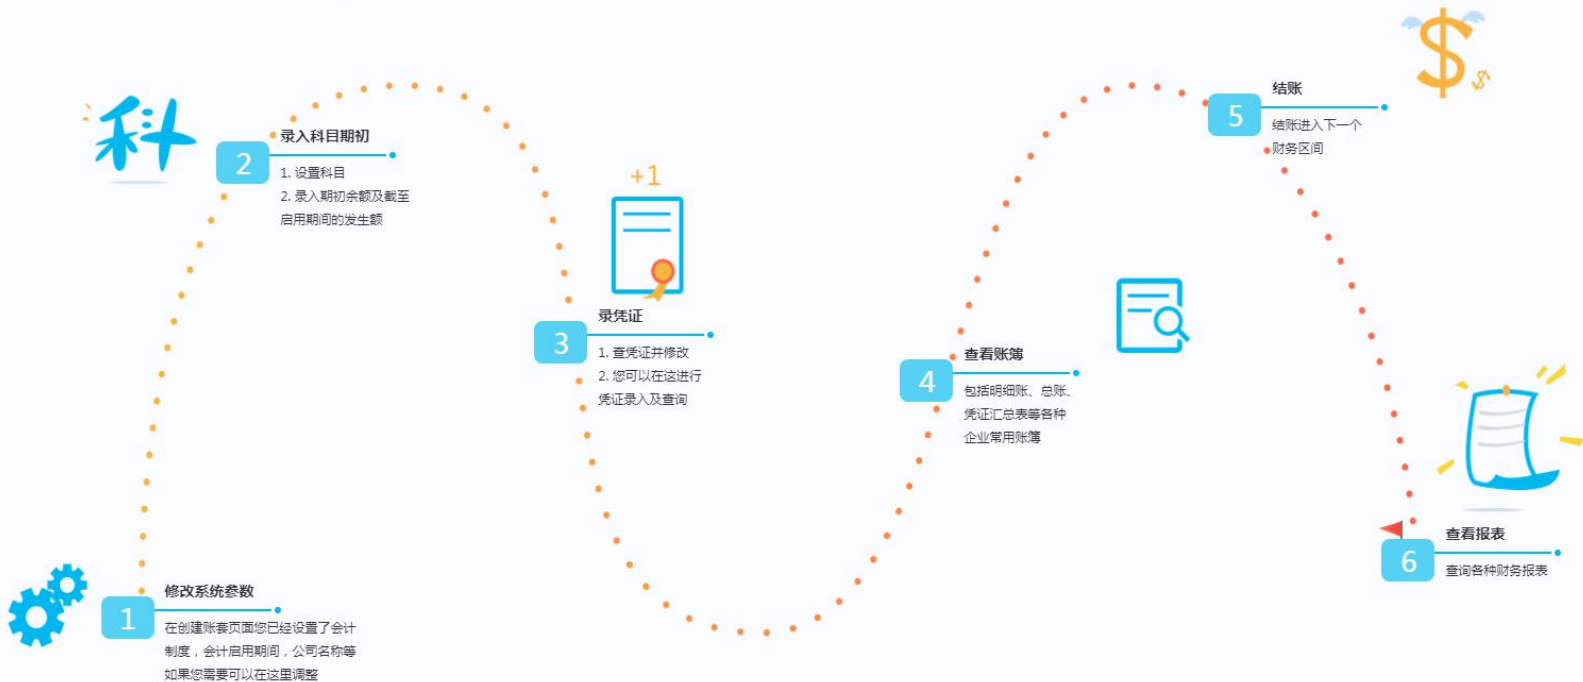 1
修改系统参数
在创建账套页面您已经设置了会计
制度，会计启用期间，公司名称等
如果您需要可以在这里调整
科
2
录入科目期初
1. 设置科目
2. 录入期初余额及截至
启用期间的发生额
+1
3
录凭证
1. 查凭证并修改
2. 您可以在这进行
凭证录入及查询
4
查看账簿
包括明细账、总账、
凭证汇总表等各种
企业常用账簿
$
$
5
结账
结账进入下一个
财务区间
6
查看报表
查询各种财务报表